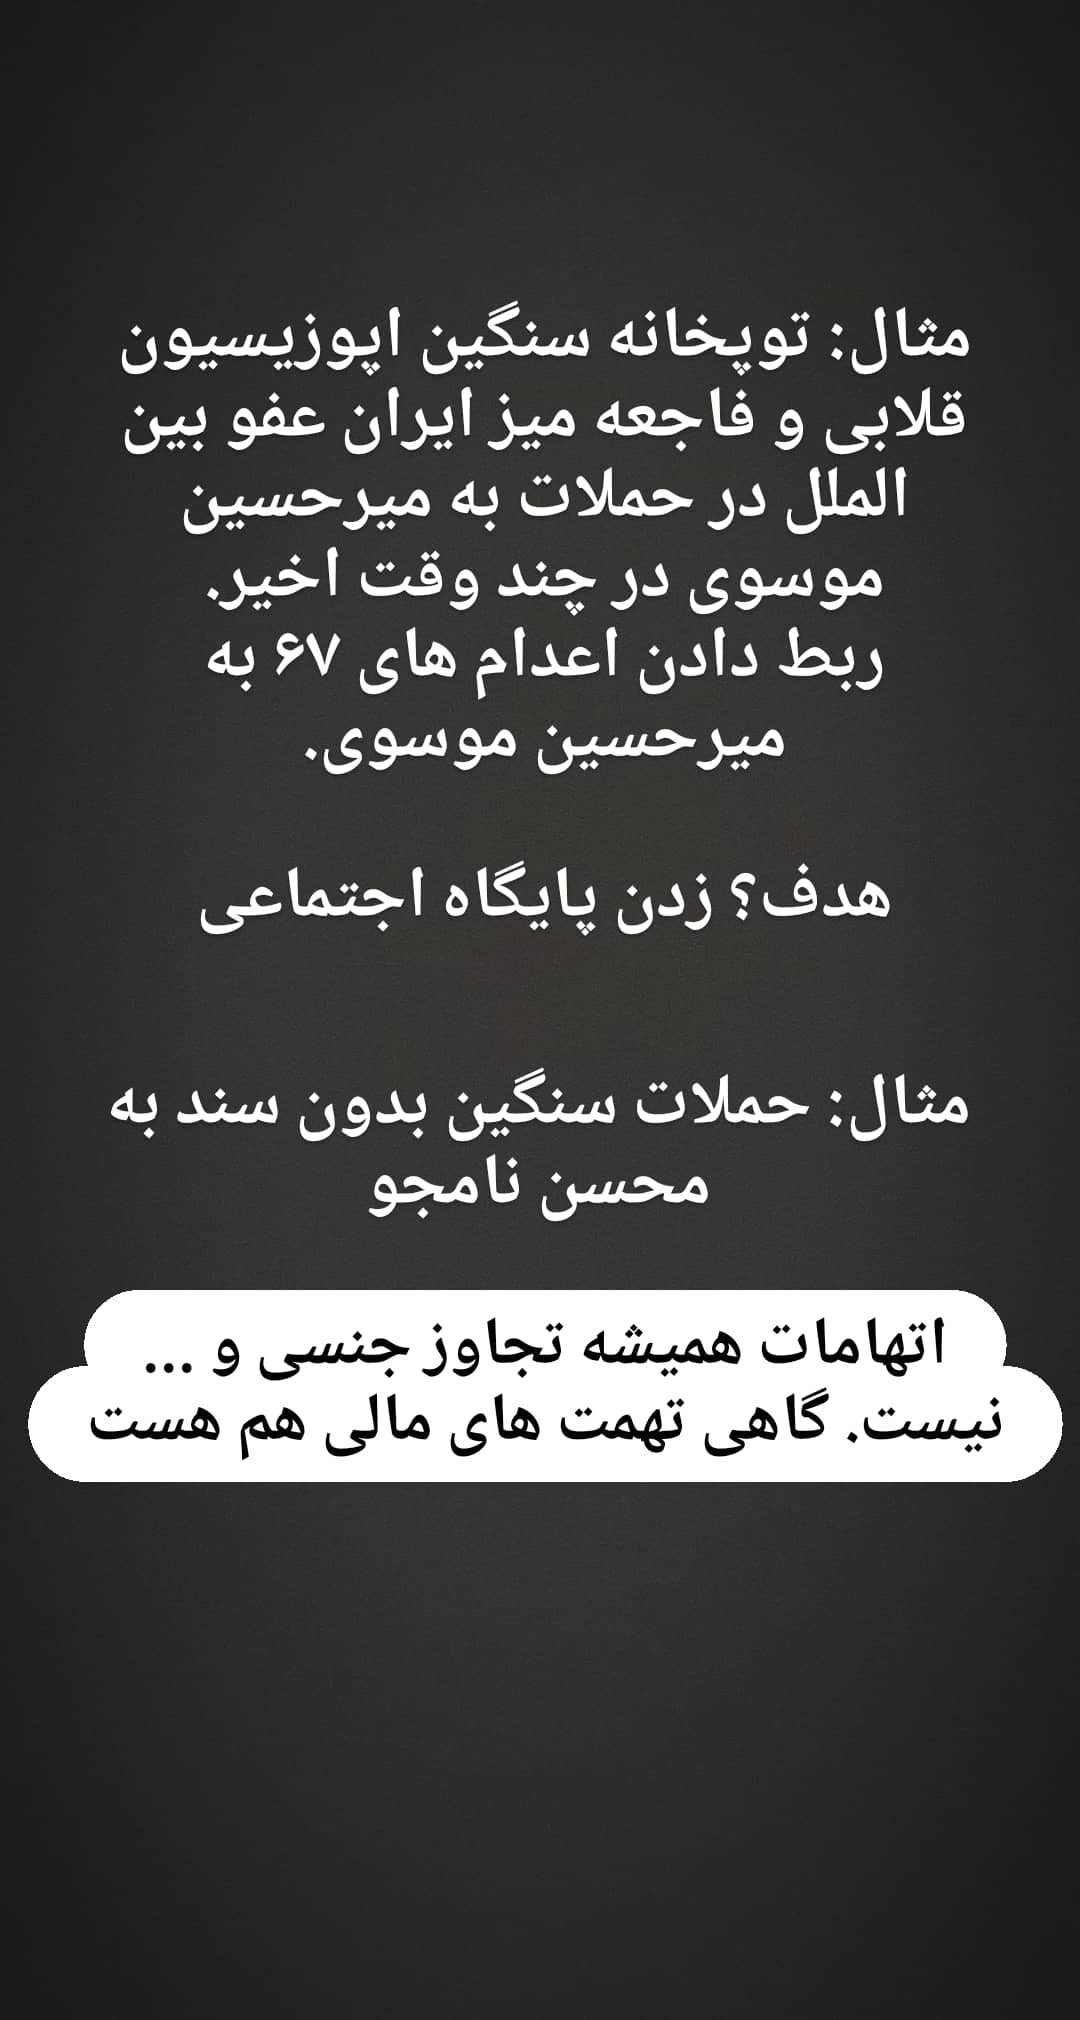 مثال: توپخانه سنگین اپوزیسیون
قلابی و فاجعه میز ایران عفو بین
الملل در حملات به میرحسین
موسوی در چند وقت اخیر.
ربط دادن اعدام های ۶۷ به
میرحسین موسوی.
هدف؟ زدن پایگاه اجتماعی
مثال: حملات سنگین بدون سند به
محسن نامجو
اتهامات همیشه تجاوز جنسی و ...
نیست. گاهی تهمت های مالی هم هست